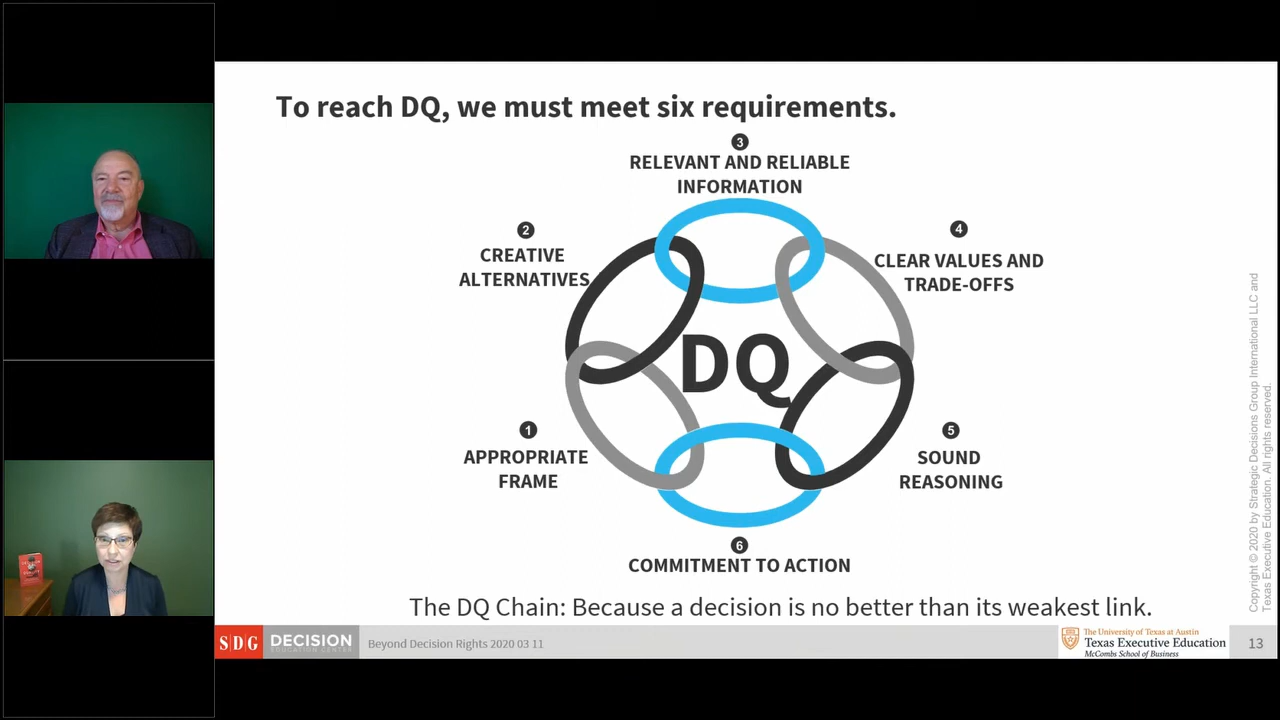 To reach DQ, we must meet six requirements.
3
RELEVANT AND RELIABLE
INFORMATION
2
CREATIVE
ALTERNATIVES
4
CLEAR VALUES AND
TRADE-OFFS
DQ
1
APPROPRIATE
FRAME
5
SOUND
REASONING
6
COMMITMENT TO ACTION
The DQ Chain: Because a decision is no better than its weakest link.
Copyright © 2020 by Strategic Decisions Group International LLC and
Texas Executive Education. All rights reserved.
SDG
DECISION
EDUCATION CENTER
Beyond Decision Rights 2020 03 11
The University of Texas at Austin
Texas Executive Education
McCombs School of Business
13